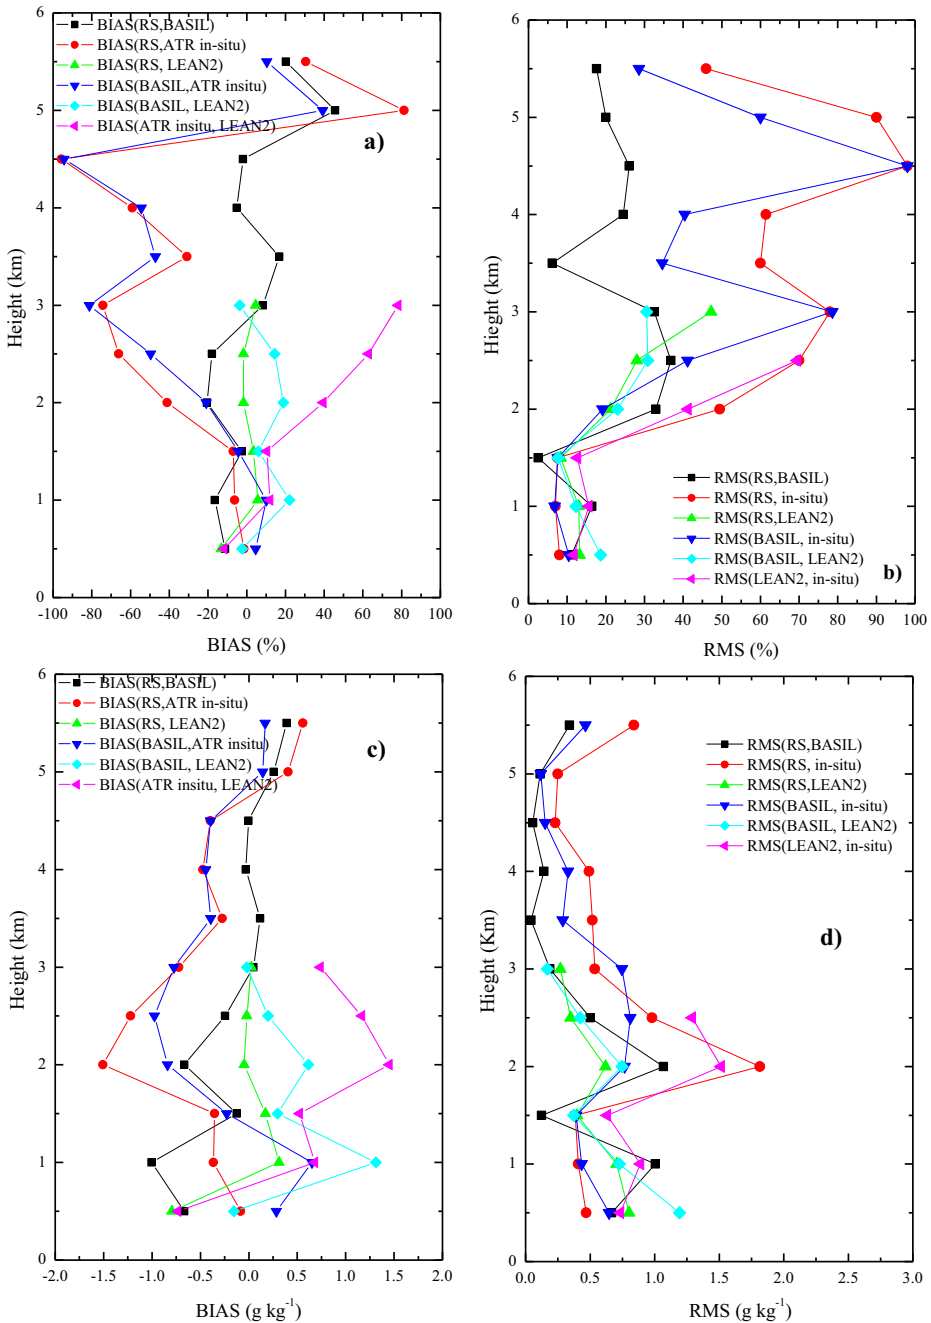 BIAS(RS,BASIL)
BIAS(RS,ATR in-situ)
BIAS(RS, LEAN2)
BIAS(BASIL,ATR insitu)
BIAS(BASIL, LEAN2)
BIAS(ATR insitu, LEAN2)
a)
6
5
4
3
2
1
0
Height (km)
-100 -80 -60 -40 -20 0 20 40 60 80 100
BIAS (%)
6
5
4
3
2
1
0
Hieght (km)
RMS(RS,BASIL)
RMS(RS, in-situ)
RMS(RS,LEAN2)
RMS(BASIL, in-situ)
RMS(BASIL, LEAN2)
RMS(LEAN2, in-situ)
b)
0 10 20 30 40 50 60 70 80 90 100
RMS (%)
BIAS(RS,BASIL)
BIAS(RS,ATR in-situ)
BIAS(RS, LEAN2)
BIAS(BASIL,ATR insitu)
BIAS(BASIL, LEAN2)
BIAS(ATR insitu, LEAN2)
c)
6
5
4
3
2
1
0
Height (km)
-2.0 -1.5 -1.0 -0.5 0.0 0.5 1.0 1.5 2.0
BIAS (g kg-1)
6
5
4
3
2
1
0
Hieght (Km)
RMS(RS,BASIL)
RMS(RS, in-situ)
RMS(RS,LEAN2)
RMS(BASIL, in-situ)
RMS(BASIL, LEAN2)
RMS(LEAN2, in-situ)
d)
0.0 0.5 1.0 1.5 2.0 2.5 3.0
RMS (g kg-1)